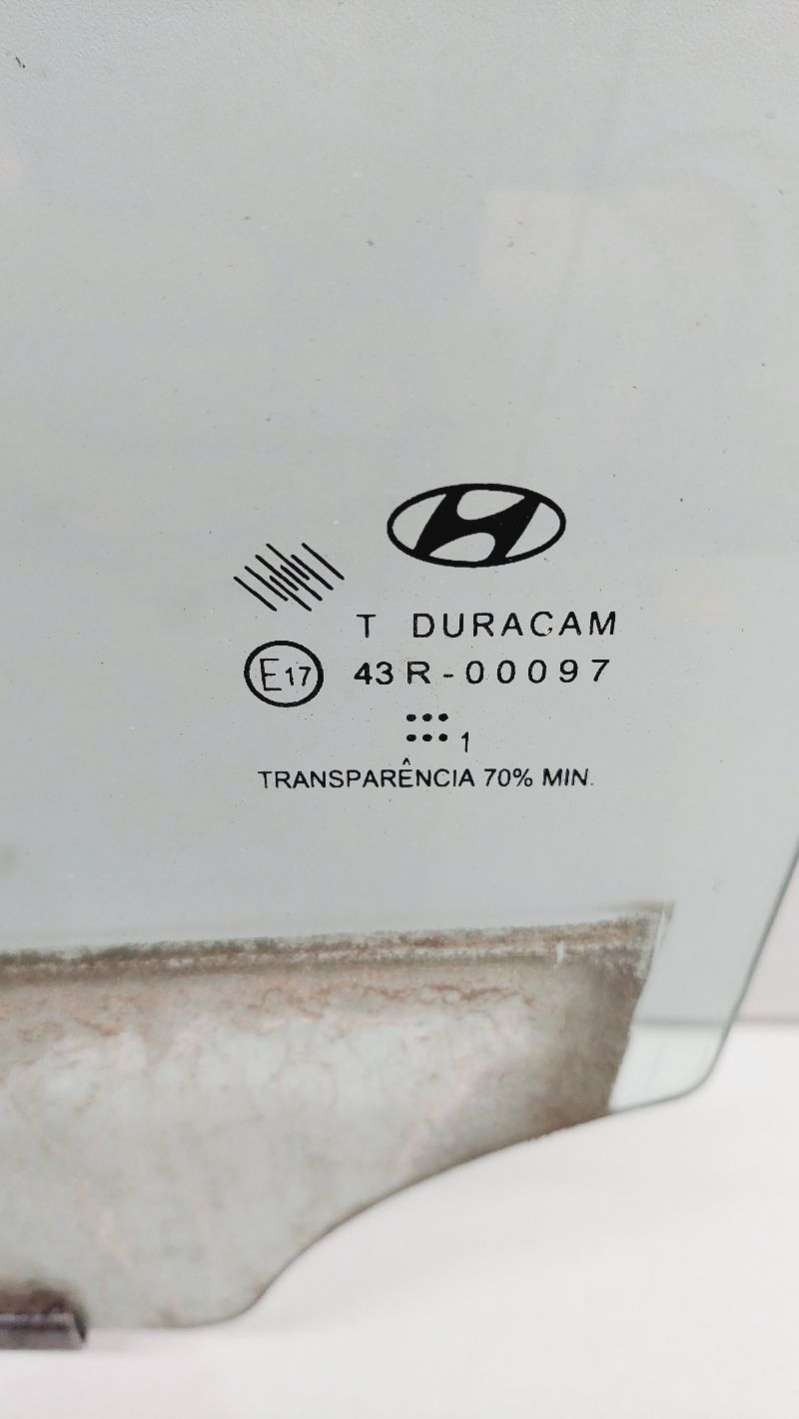 T DURACAM
E17 43R-00097
1
TRANSPARÊNCIA 70% MIN.